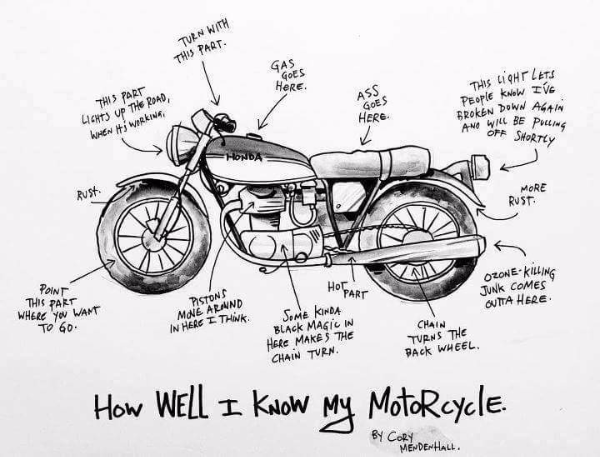 TURN WITH
THIS PART.
GAS
GOES
HERE.
ASS
GOES
HERE.
THIS LIGHT LETS
PEOPLE KNOW I'VE
BROKEN DOWN AGAIN
AND WILL BE PULLING
OFF SHORTLY
THIS PART
LIGHTS UP THE ROAD,
WHEN IT'S WORKING.
HONDA
RUST.
MORE
RUST.
POINT
THIS PART
WHERE YOU WANT
TO GO.
PISTONS
MOVE AROUND
IN HERE I THINK.
SOME KINDA
BLACK MAGIC IN
HERE MAKES THE
CHAIN TURN.
HOT
PART
CHAIN
TURNS THE
BACK WHEEL.
OZONE-KILLING
JUNK COMES
OUTTA HERE.
HOW WELL I KNOW MY MOTORCYCLE.
BY CORY
MENDENHALL.